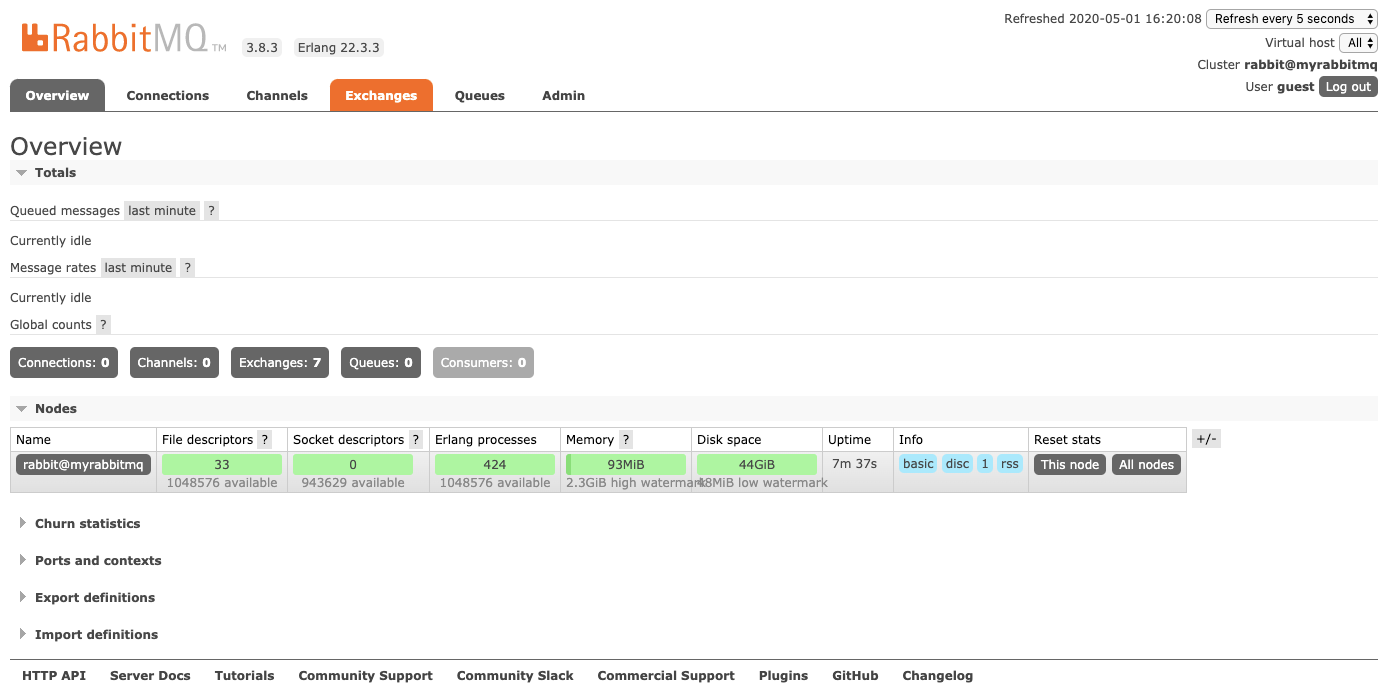 RabbitMQ TM 3.8.3 Erlang 22.3.3
Refreshed 2020-05-01 16:20:08 Refresh every 5 seconds
Virtual host All
Cluster rabbit@myrabbitmq
User guest Log out
Overview Connections Channels Exchanges Queues Admin
Overview
Totals
Queued messages last minute ?
Currently idle
Message rates last minute ?
Currently idle
Global counts ?
Connections: 0 Channels: 0 Exchanges: 7 Queues: 0 Consumers: 0
Nodes
Name File descriptors ? Socket descriptors ? Erlang processes Memory ? Disk space Uptime Info Reset stats +/-
rabbit@myrabbitmq 33 0 424 93MiB 44GiB 7m 37s basic disc 1 rss This node All nodes
1048576 available 943629 available 1048576 available 2.3GiB high watermark 48MiB low watermark
Churn statistics
Ports and contexts
Export definitions
Import definitions
HTTP API Server Docs Tutorials Community Support Community Slack Commercial Support Plugins GitHub Changelog